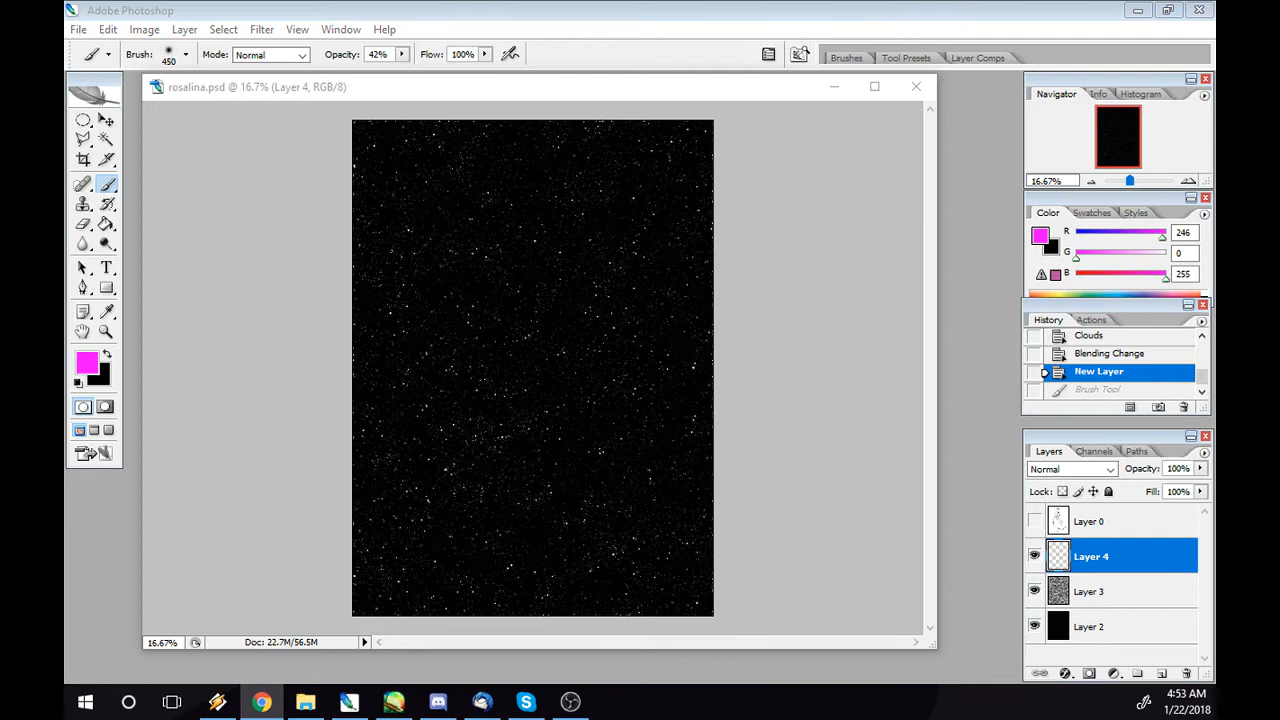 Adobe Photoshop
File Edit Image Layer Select Filter View Window Help
Brush: 450 Mode: Normal Opacity: 42% Flow: 100% Brushes Tool Presets Layer Comps
rosalina.psd @ 16.7% (Layer 4, RGB/8)
Navigator Info Histogram
16.67%
Color Swatches Styles
R 246
G 0
B 255
History Actions
Clouds
Blending Change
New Layer
Brush Tool
Layers Channels Paths
Normal Opacity: 100%
Lock: Fill: 100%
Layer 0
Layer 4
Layer 3
Layer 2
16.67% Doc: 22.7M/56.5M
4:53 AM
1/22/2018